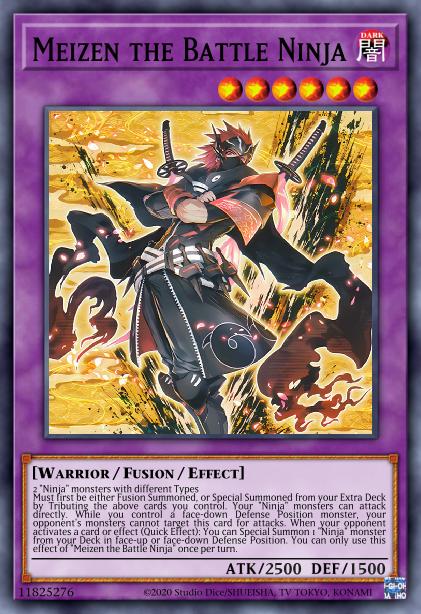 MEIZEN THE BATTLE NINJA
DARK
闇
[WARRIOR / FUSION / EFFECT]
2 "Ninja" monsters with different Types
Must first be either Fusion Summoned, or Special Summoned from your Extra Deck
by Tributing the above cards you control. Your "Ninja" monsters can attack
directly. While you control a face-down Defense Position monster, your
opponent's monsters cannot target this card for attacks. When your opponent
activates a card or effect (Quick Effect): You can Special Summon 1 "Ninja" monster
from your Deck in face-up or face-down Defense Position. You can only use this
effect of "Meizen the Battle Ninja" once per turn.
ATK/2500 DEF/1500
11825276
©2020 Studio Dice/SHUEISHA, TV TOKYO, KONAMI